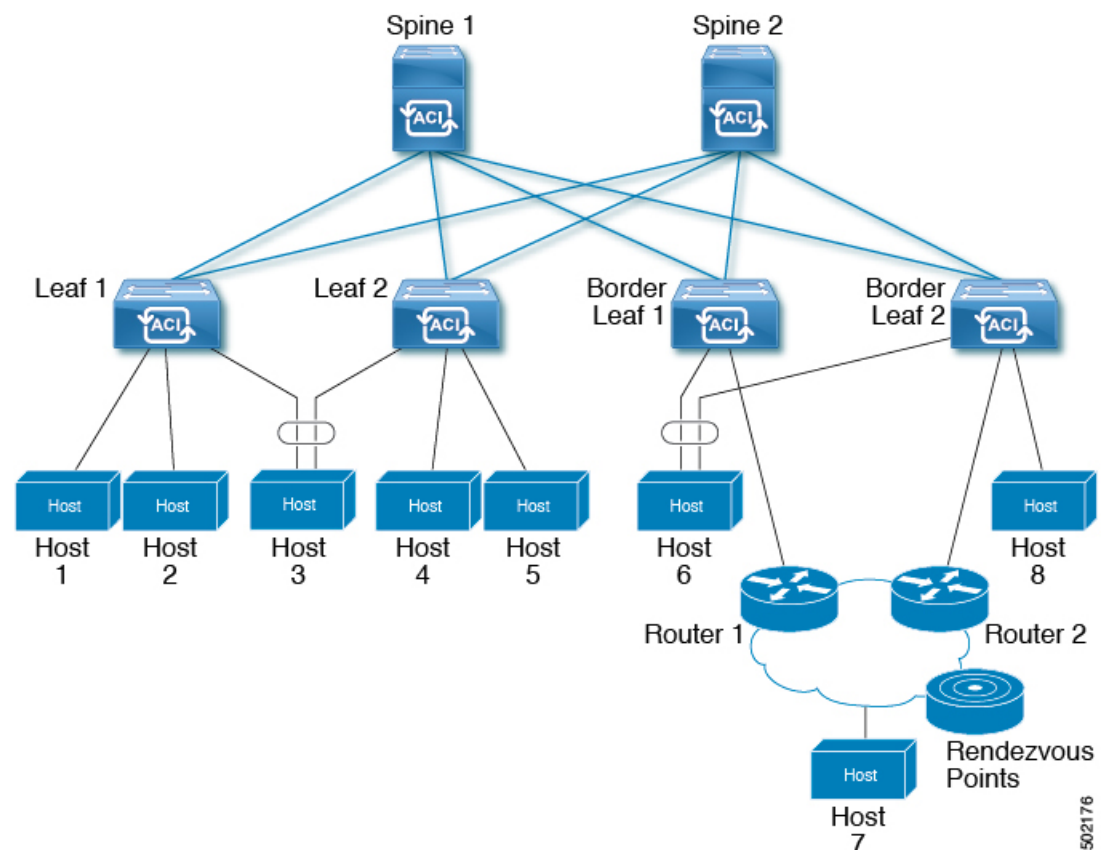 Spine 1
Spine 2
ACI
ACI
Leaf 1
Leaf 2
Border
Leaf 1
Border
Leaf 2
ACI
ACI
ACI
ACI
Host
Host
Host
Host
Host
Host
Host
Host
1
Host
2
Host
3
Host
4
Host
5
Host
6
Host
8
Router 1
Router 2
Rendezvous
Points
Host
Host
7
502176